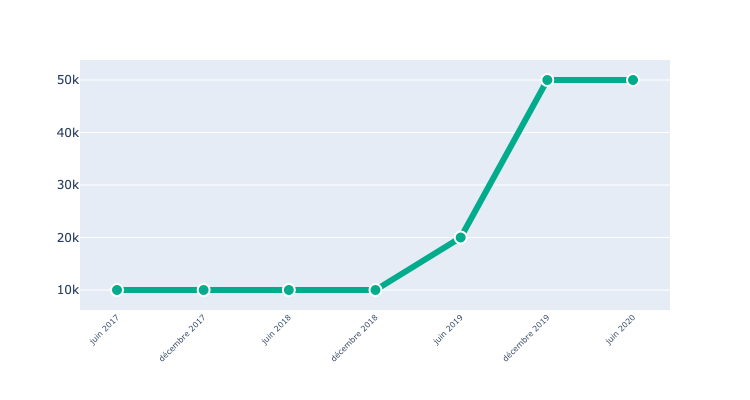 50k
40k
30k
20k
10k
juin 2017
décembre 2017
juin 2018
décembre 2018
juin 2019
décembre 2019
juin 2020